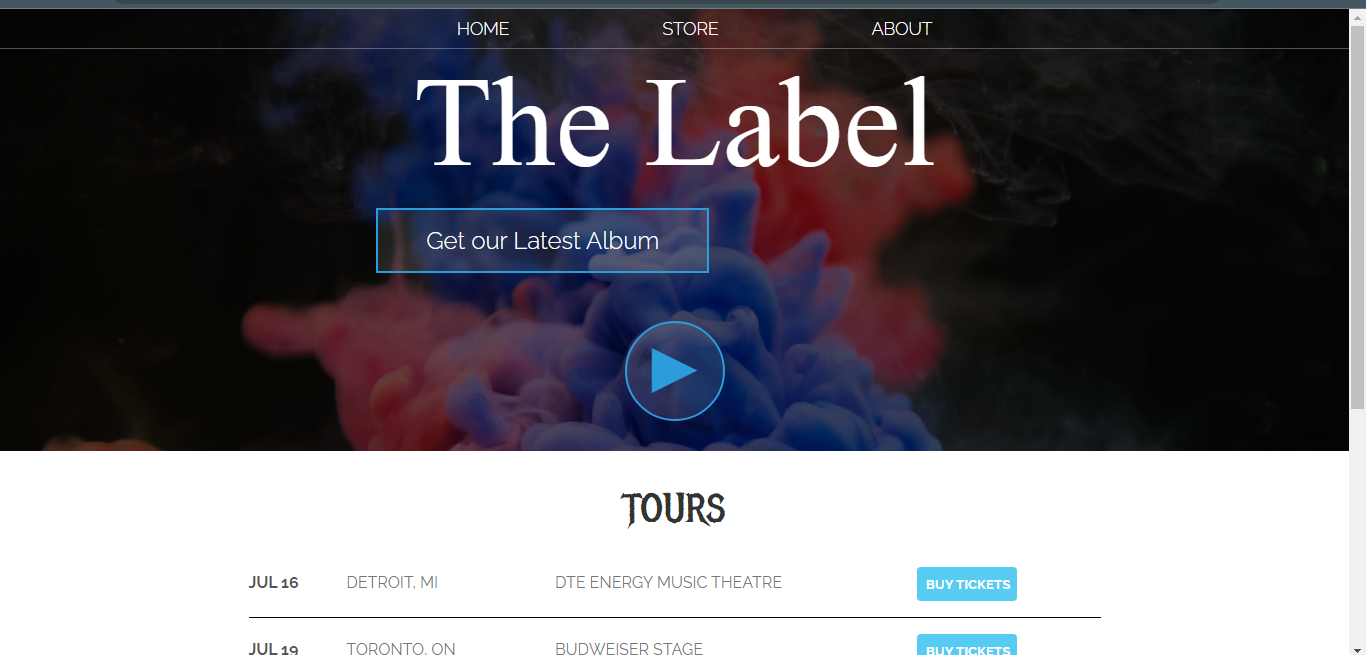 HOME STORE ABOUT
The Label
Get our Latest Album
TOURS
JUL 16 DETROIT, MI DTE ENERGY MUSIC THEATRE BUY TICKETS
JUL 19 TORONTO, ON BUDWEISER STAGE BUY TICKETS